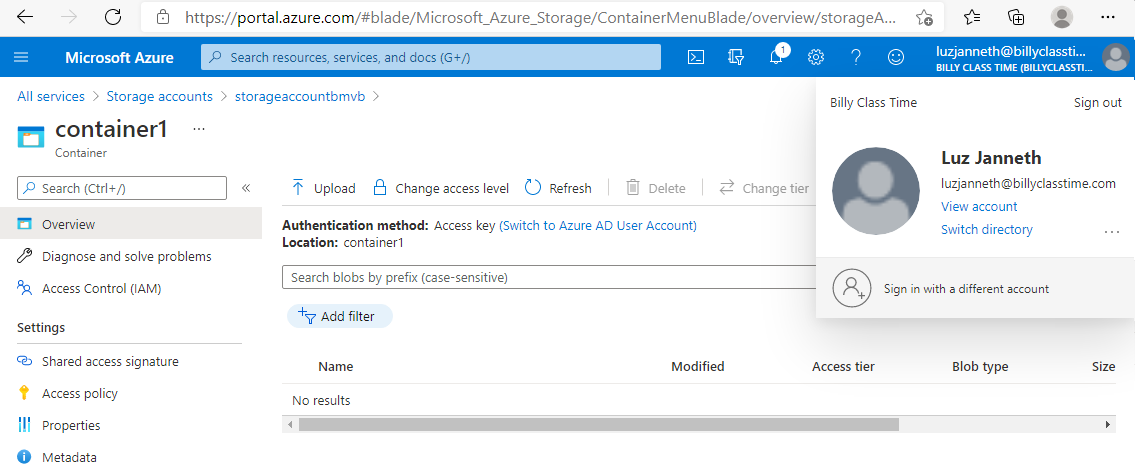 https://portal.azure.com/#blade/Microsoft_Azure_Storage/ContainerMenuBlade/overview/storageA...
Microsoft Azure
Search resources, services, and docs (G+/)
1
luzjanneth@billyclasstime...
BILLY CLASS TIME (BILLYCLASSTI...
All services > Storage accounts > storageaccountbmvb >
container1 ...
Container
Billy Class Time
Sign out
Luz Janneth
luzjanneth@billyclasstime.com
View account
Switch directory
...
Sign in with a different account
Search (Ctrl+/)
«
Overview
Diagnose and solve problems
Access Control (IAM)
Settings
Shared access signature
Access policy
Properties
Metadata
Upload Change access level Refresh Delete Change tier
Authentication method: Access key (Switch to Azure AD User Account)
Location: container1
Search blobs by prefix (case-sensitive)
Add filter
Name Modified Access tier Blob type Size
No results